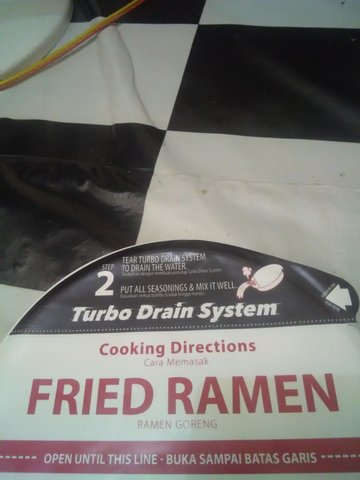 STEP
2
TEAR TURBO DRAIN SYSTEM
TO DRAIN THE WATER.
PUT ALL SEASONINGS & MIX IT WELL.
Turbo Drain System
Cooking Directions
Cara Memasak
FRIED RAMEN
RAMEN GORENG
OPEN UNTIL THIS LINE - BUKA SAMPAI BATAS GARIS